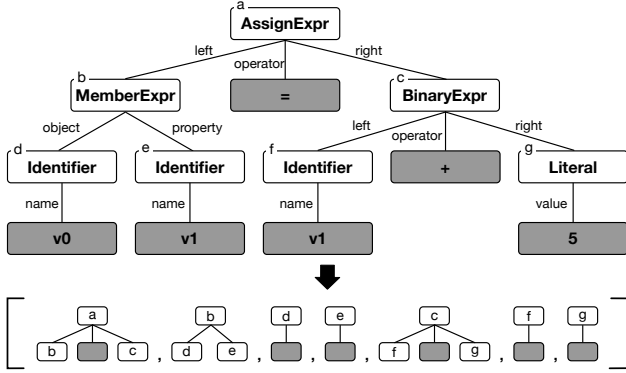 a
AssignExpr
left operator right
b c
MemberExpr = BinaryExpr
object property left operator right
d e f g
Identifier Identifier Identifier + Literal
name name name value
v0 v1 v1 5
[ a b d e c f g ]
b c , d e , , , f g , ,